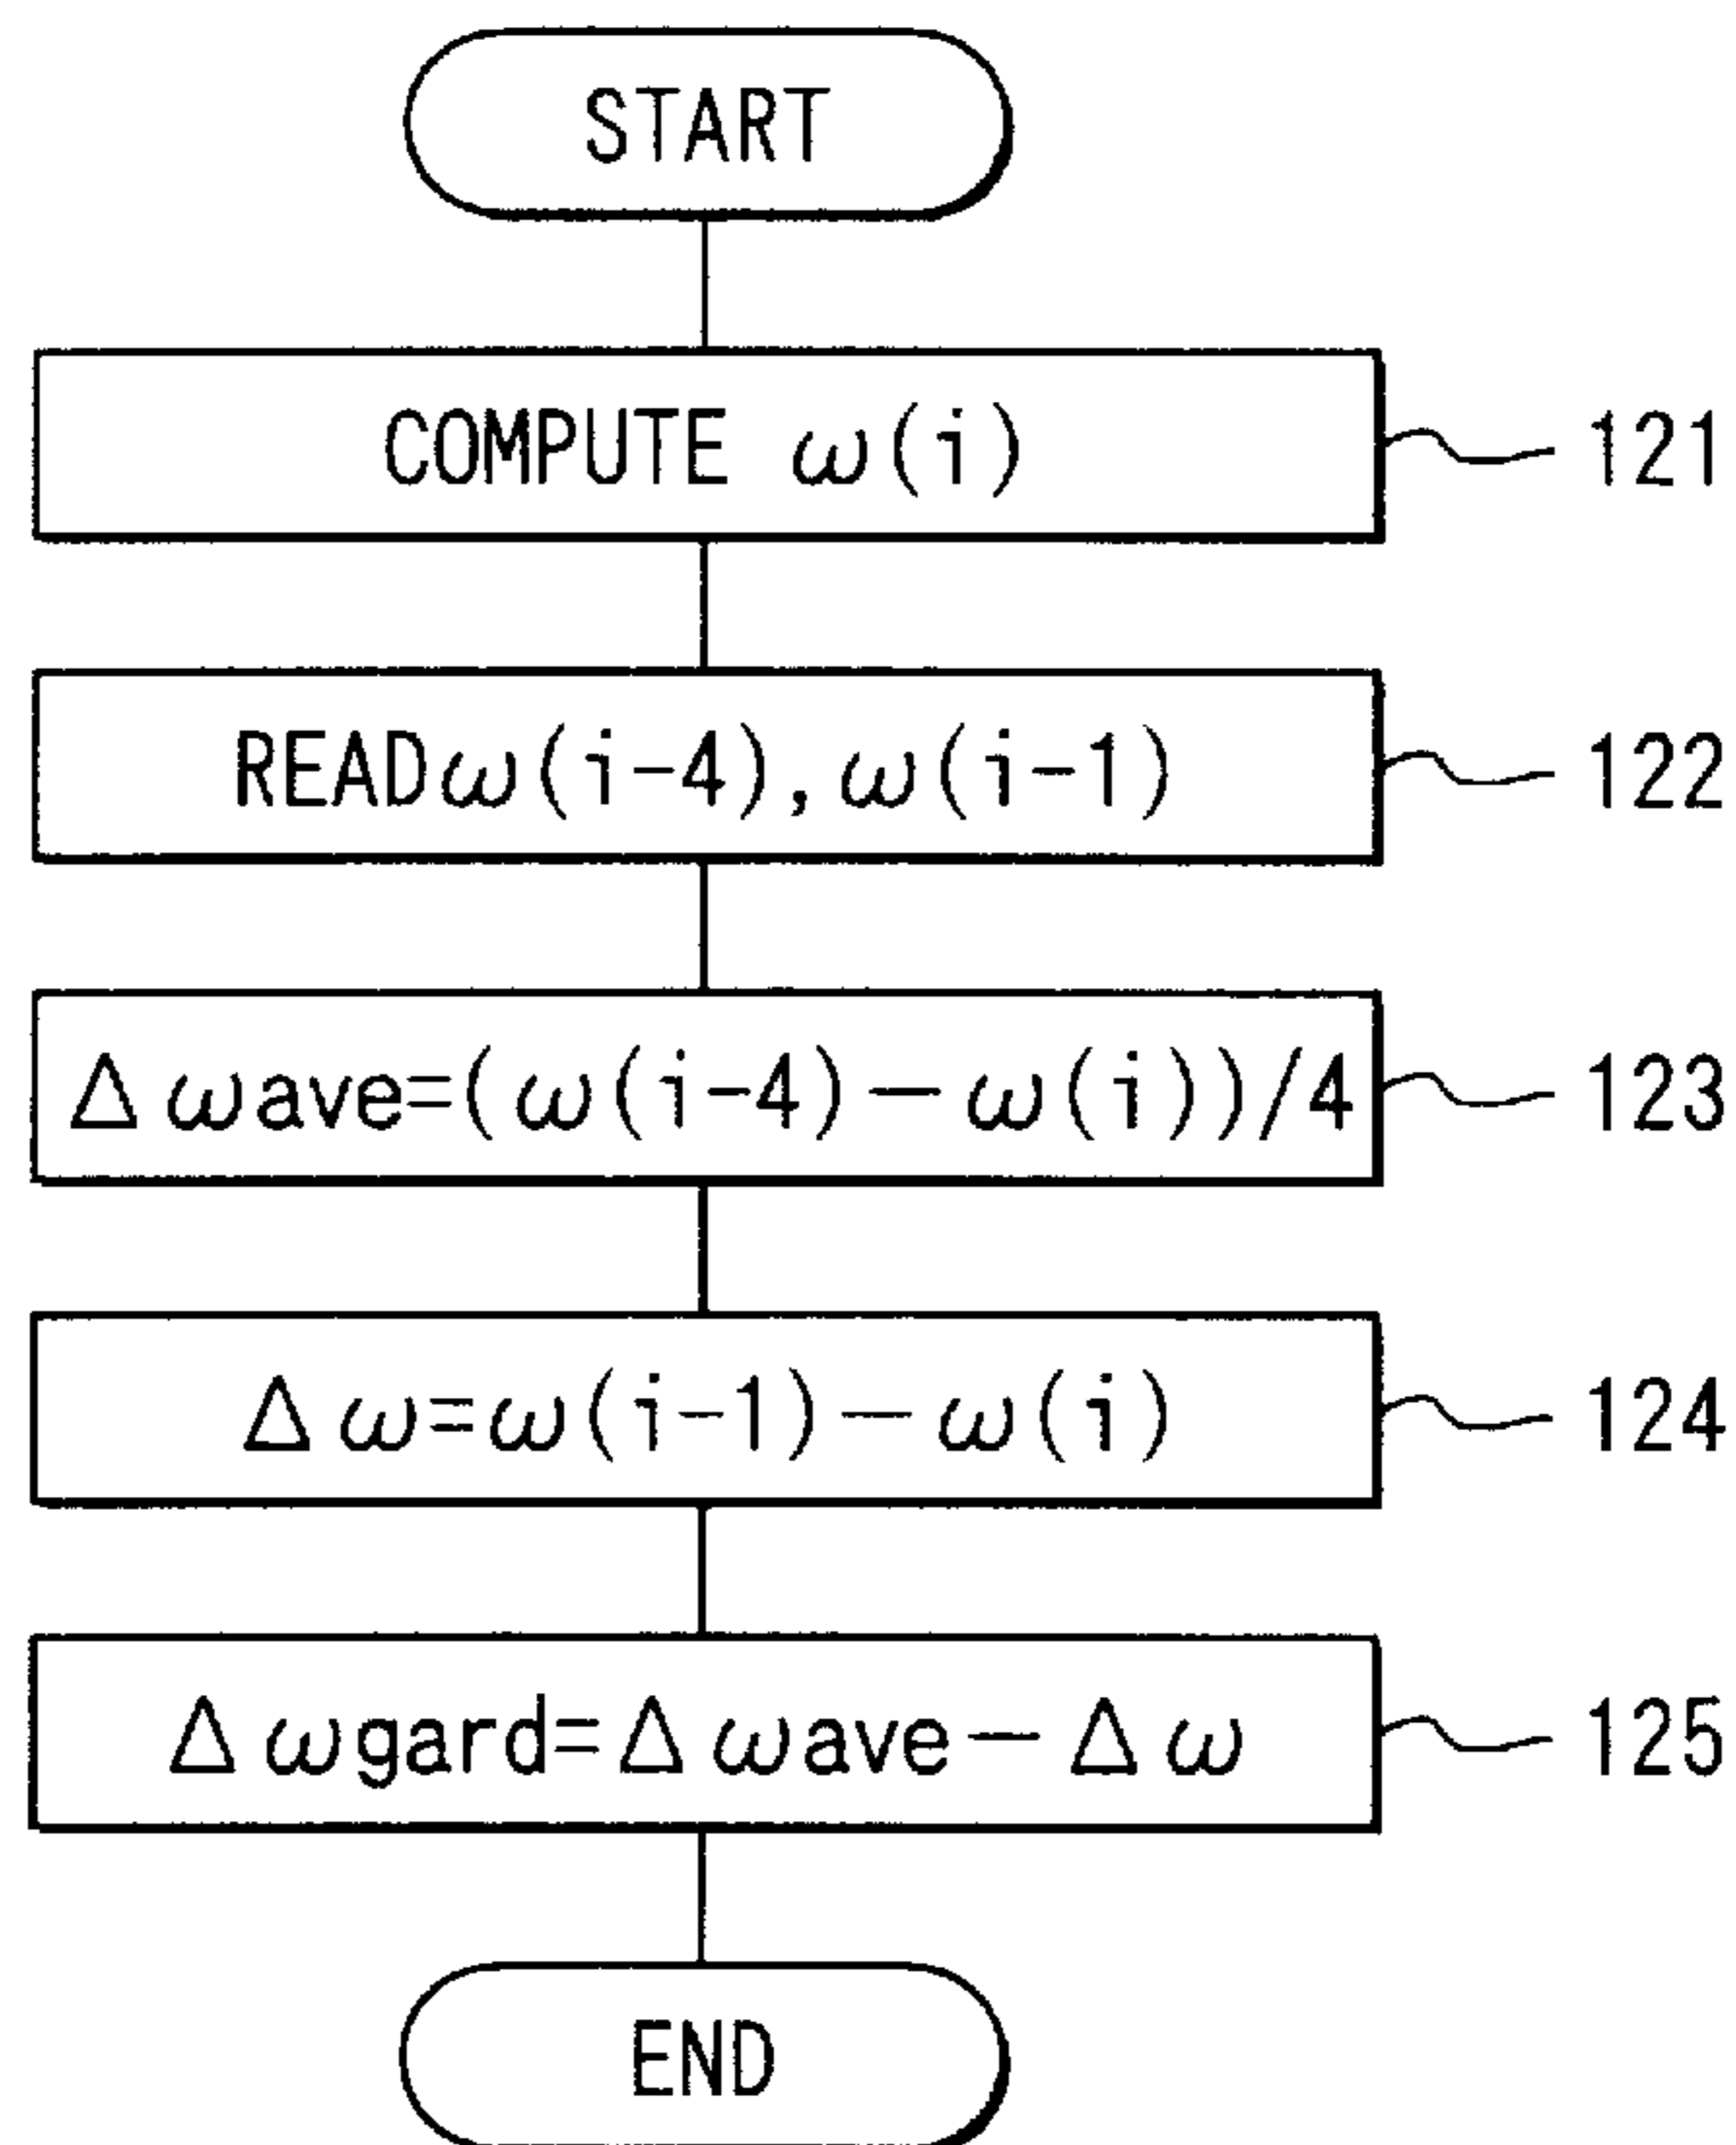 START
COMPUTE ω(i) 121
READω(i-4),ω(i-1) 122
Δωave=(ω(i-4)-ω(i))/4 123
Δω=ω(i-1)-ω(i) 124
Δωgard=Δωave-Δω 125
END